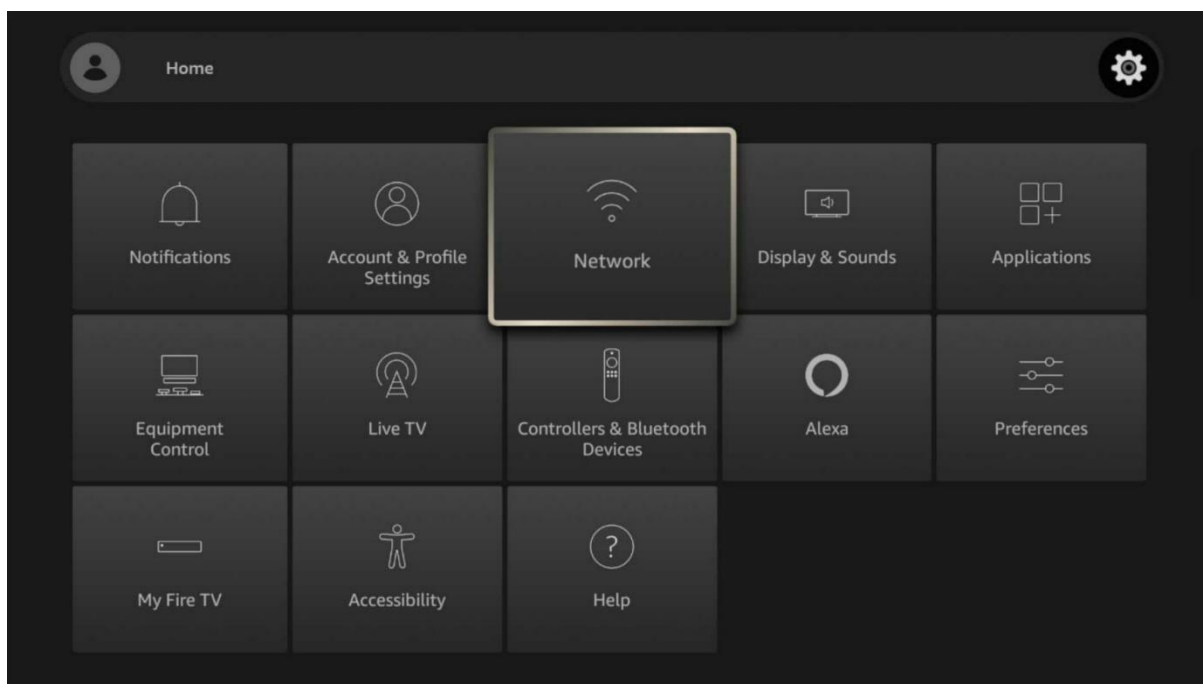 Home
Notifications
Account & Profile
Settings
Network
Display & Sounds
Applications
Equipment
Control
Live TV
Controllers & Bluetooth
Devices
Alexa
Preferences
My Fire TV
Accessibility
?
Help